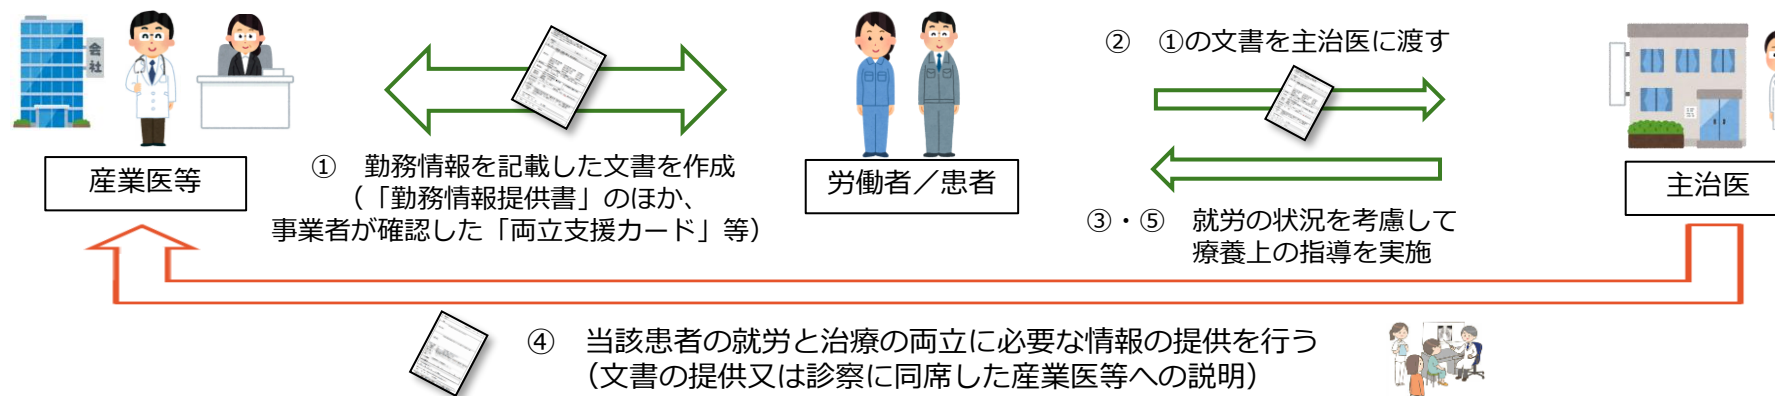 会社
産業医等
① 勤務情報を記載した文書を作成
（「勤務情報提供書」のほか、
事業者が確認した「両立支援カード」等）
労働者／患者
② ①の文書を主治医に渡す
③・⑤ 就労の状況を考慮して
療養上の指導を実施
主治医
④ 当該患者の就労と治療の両立に必要な情報の提供を行う
（文書の提供又は診察に同席した産業医等への説明）